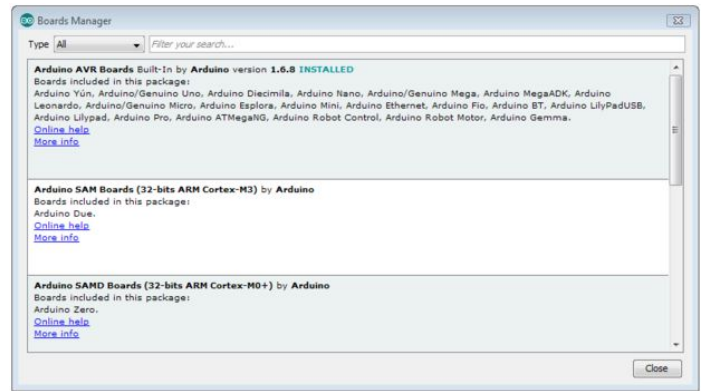 Boards Manager
Type All Filter your search...
Arduino AVR Boards Built-In by Arduino version 1.6.8 INSTALLED
Boards included in this package:
Arduino Yún, Arduino/Genuino Uno, Arduino Diecimila, Arduino Nano, Arduino/Genuino Mega, Arduino MegaADK, Arduino
Leonardo, Arduino/Genuino Micro, Arduino Esplora, Arduino Mini, Arduino Ethernet, Arduino Fio, Arduino BT, Arduino LilyPadUSB,
Arduino Lilypad, Arduino Pro, Arduino ATMegaNG, Arduino Robot Control, Arduino Robot Motor, Arduino Gemma.
Online help
More info
Arduino SAM Boards (32-bits ARM Cortex-M3) by Arduino
Boards included in this package:
Arduino Due.
Online help
More info
Arduino SAMD Boards (32-bits ARM Cortex-M0+) by Arduino
Boards included in this package:
Arduino Zero.
Online help
More info
Close